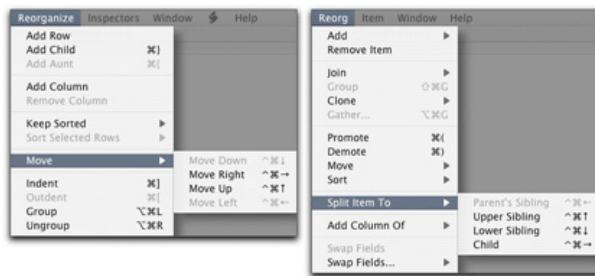 Reorganize Inspectors Window Help
Add Row
Add Child ⌘)
Add Aunt ⌘(
Add Column
Remove Column
Keep Sorted ▶
Sort Selected Rows ▶
Move ▶
Move Down ^⌘↓
Move Right ^⌘→
Move Up ^⌘↑
Move Left ^⌘←
Indent ⌘]
Outdent ⌘[
Group ⌥⌘L
Ungroup ⌥⌘R
Reorg Item Window Help
Add ▶
Remove Item
Join ▶
Group ⇧⌘G
Clone ▶
Gather... ⌥⌘G
Promote ⌘(
Demote ⌘)
Move ▶
Sort ▶
Split Item To ▶
Parent's Sibling ^⌘←
Upper Sibling ^⌘↑
Lower Sibling ^⌘↓
Child ^⌘→
Add Column Of ▶
Swap Fields
Swap Fields... ▶